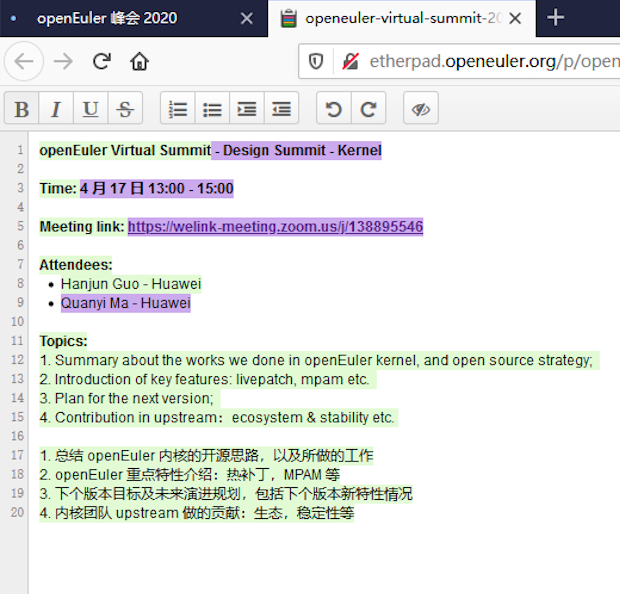 openEuler 峰会 2020
openeuler-virtual-summit-20
etherpad.openeuler.org/p/open
B I U S
1 openEuler Virtual Summit - Design Summit - Kernel
2
3 Time: 4 月 17 日 13:00 - 15:00
4
5 Meeting link: https://welink-meeting.zoom.us/j/138895546
6
7 Attendees:
8 • Hanjun Guo - Huawei
9 • Quanyi Ma - Huawei
10
11 Topics:
12 1. Summary about the works we done in openEuler kernel, and open source strategy;
13 2. Introduction of key features: livepatch, mpam etc.
14 3. Plan for the next version;
15 4. Contribution in upstream：ecosystem & stability etc.
16
17 1. 总结 openEuler 内核的开源思路，以及所做的工作
18 2. openEuler 重点特性介绍：热补丁，MPAM 等
19 3. 下个版本目标及未来演进规划，包括下个版本新特性情况
20 4. 内核团队 upstream 做的贡献：生态，稳定性等